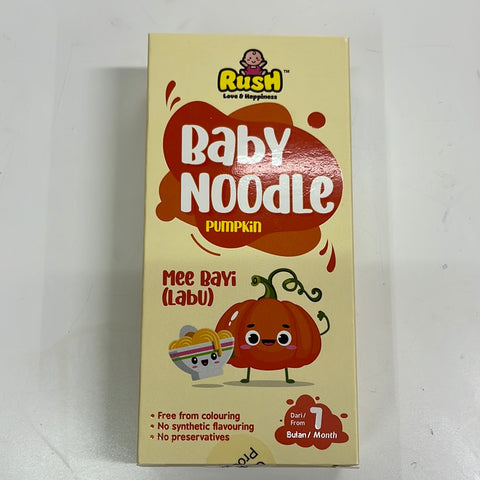 RUSH™
Love & Happiness
Baby
Noodle
Pumpkin
Mee Bayi
(Labu)
• Free from colouring
• No synthetic flavouring
• No preservatives
Dari/
From
7
Bulan / Month